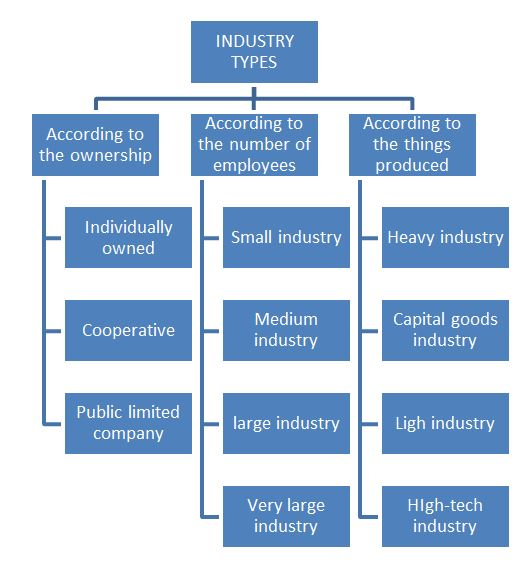 INDUSTRY
TYPES
According to
the ownership
Individually
owned
Cooperative
Public limited
company
According to
the number of
employees
Small industry
Medium
industry
large industry
Very large
industry
According to
the things
produced
Heavy industry
Capital goods
industry
Ligh industry
HIgh-tech
industry